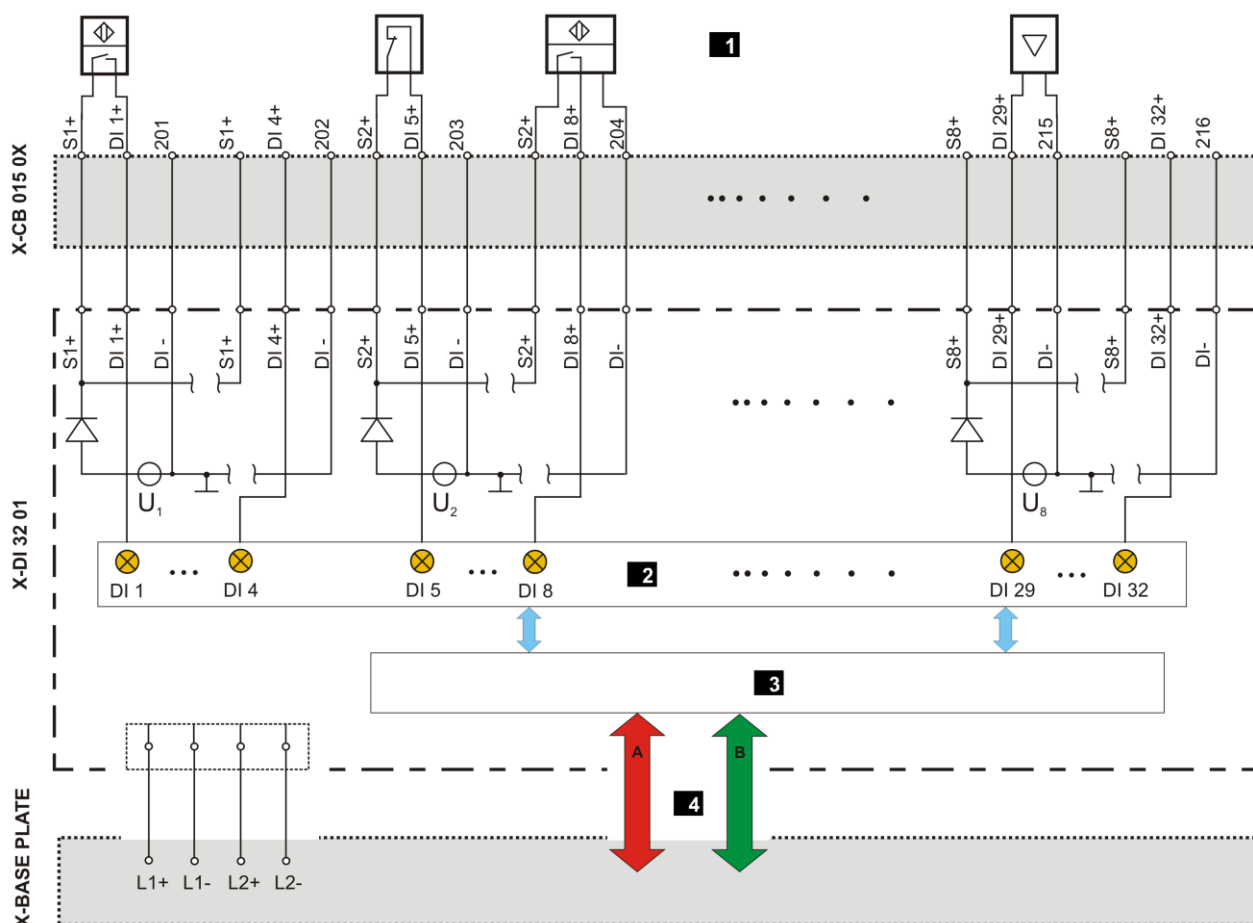 1
S1+ DI 1+ 201 S1+ DI 4+ 202 S2+ DI 5+ 203 S2+ DI 8+ 204 S8+ DI 29+ 215 S8+ DI 32+ 216
X-CB 015 0X
S1+ DI 1+ DI - S1+ DI 4+ DI - S2+ DI 5+ DI - S2+ DI 8+ DI- S8+ DI 29+ DI- S8+ DI 32+ DI-
U1 U2 U8
X-DI 32 01
DI 1 ... DI 4 DI 5 ... DI 8 2 DI 29 ... DI 32
3
A B
4
X-BASE PLATE
L1+ L1- L2+ L2-